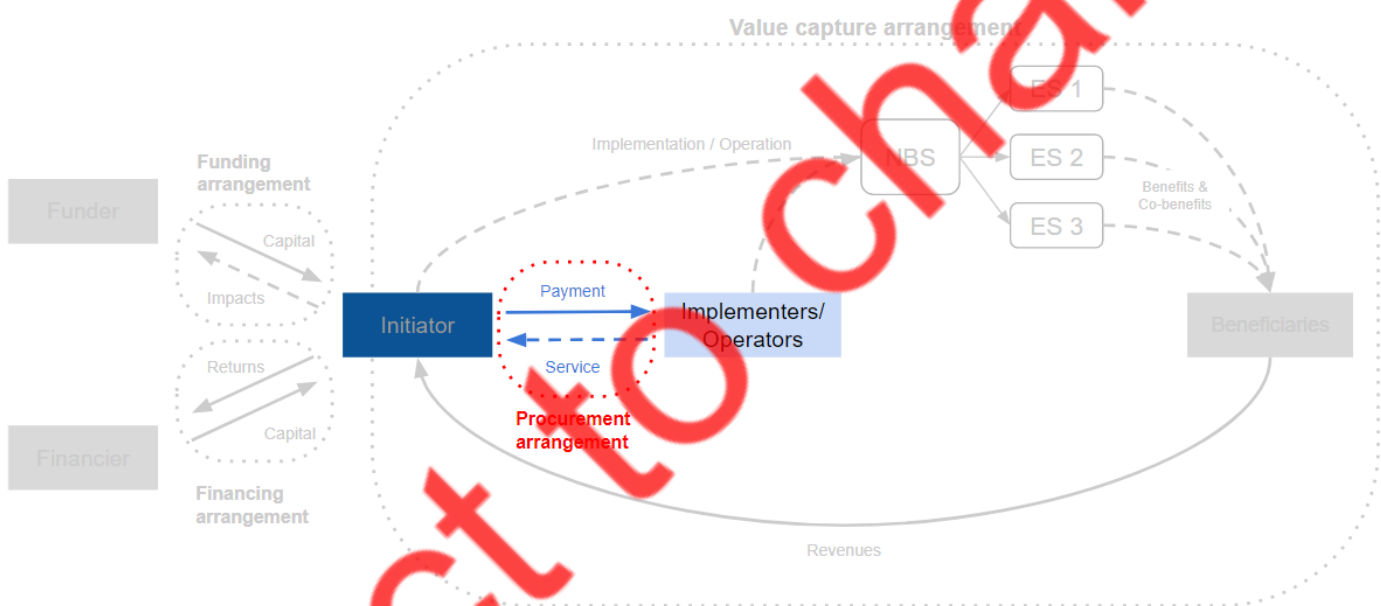 Value capture arrangement
ES 1
Implementation / Operation
NBS
ES 2
Funding
arrangement
Benefits &
Co-benefits
Funder
ES 3
Capital
Impacts
Payment
Initiator
Implementers/
Operators
Beneficiaries
Returns
Service
Procurement
arrangement
Capital
Financier
Financing
arrangement
Revenues
ct to cha